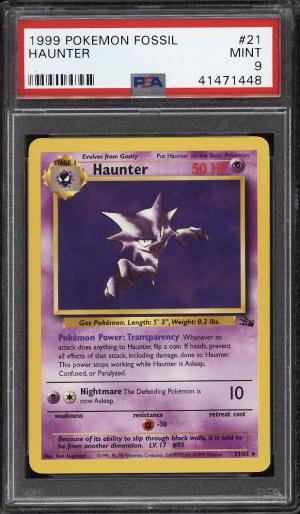 1999 POKEMON FOSSIL #21
HAUNTER MINT
9
PSA 41471448
STAGE 1 Evolves from Gastly Put Haunter on the Basic Pokémon
Haunter 50 HP
Gas Pokémon. Length: 5' 3", Weight: 0.2 lbs.
Pokémon Power: Transparency Whenever an
attack does anything to Haunter, flip a coin. If heads, prevent
all effects of that attack, including damage, done to Haunter.
This power stops working while Haunter is Asleep,
Confused, or Paralyzed.
Nightmare The Defending Pokémon is 10
now Asleep.
weakness resistance retreat cost
-30
Because of its ability to slip through block walls, it is said to
be from another dimension. LV. 17 #93
Illus. Ken Sugimori 21/62 ★